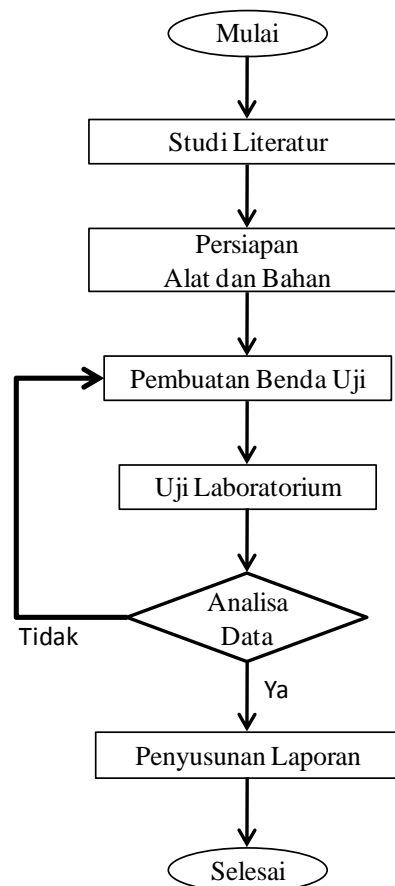 Mulai
Studi Literatur
Persiapan
Alat dan Bahan
Pembuatan Benda Uji
Uji Laboratorium
Analisa
Data
Tidak
Ya
Penyusunan Laporan
Selesai